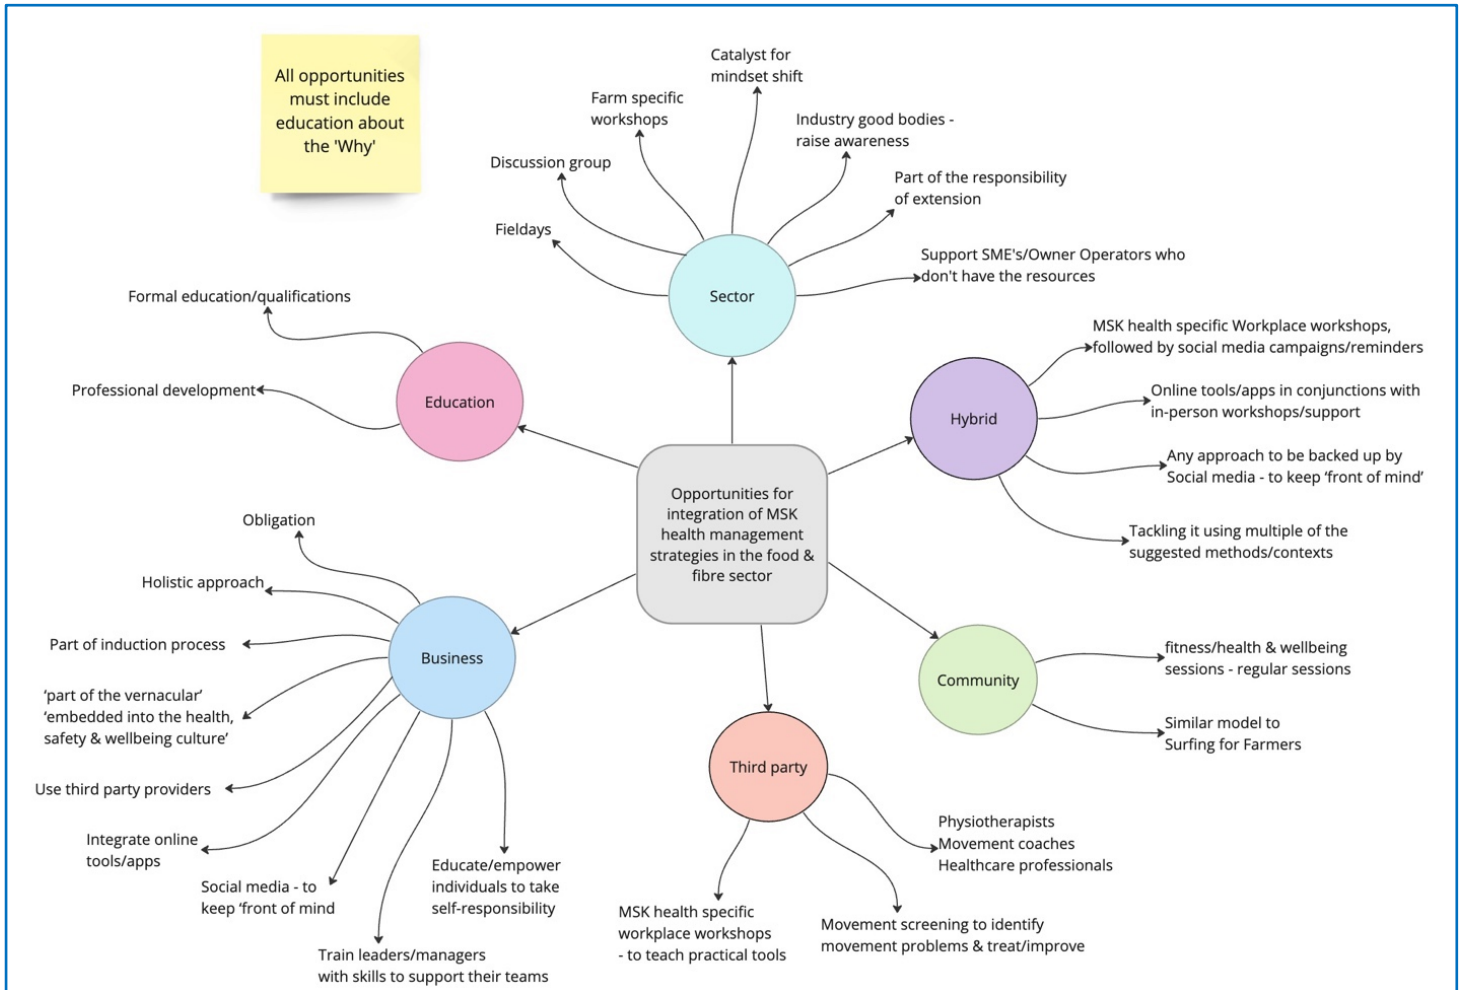 All opportunities
must include
education about
the 'Why'
Catalyst for
mindset shift
Farm specific
workshops
Industry good bodies -
raise awareness
Discussion group
Part of the responsibility
of extension
Fieldays
Support SME's/Owner Operators who
don't have the resources
Sector
Formal education/qualifications
Professional development
Education
MSK health specific Workplace workshops,
followed by social media campaigns/reminders
Online tools/apps in conjunctions with
in-person workshops/support
Hybrid
Any approach to be backed up by
Social media - to keep ‘front of mind’
Tackling it using multiple of the
suggested methods/contexts
Opportunities for
integration of MSK
health management
strategies in the food &
fibre sector
Obligation
Holistic approach
Part of induction process
Business
‘part of the vernacular’
‘embedded into the health,
safety & wellbeing culture’
Use third party providers
Integrate online
tools/apps
Social media - to
keep ‘front of mind
Train leaders/managers
with skills to support their teams
Educate/empower
individuals to take
self-responsibility
Community
fitness/health & wellbeing
sessions - regular sessions
Similar model to
Surfing for Farmers
Third party
Physiotherapists
Movement coaches
Healthcare professionals
MSK health specific
workplace workshops
- to teach practical tools
Movement screening to identify
movement problems & treat/improve